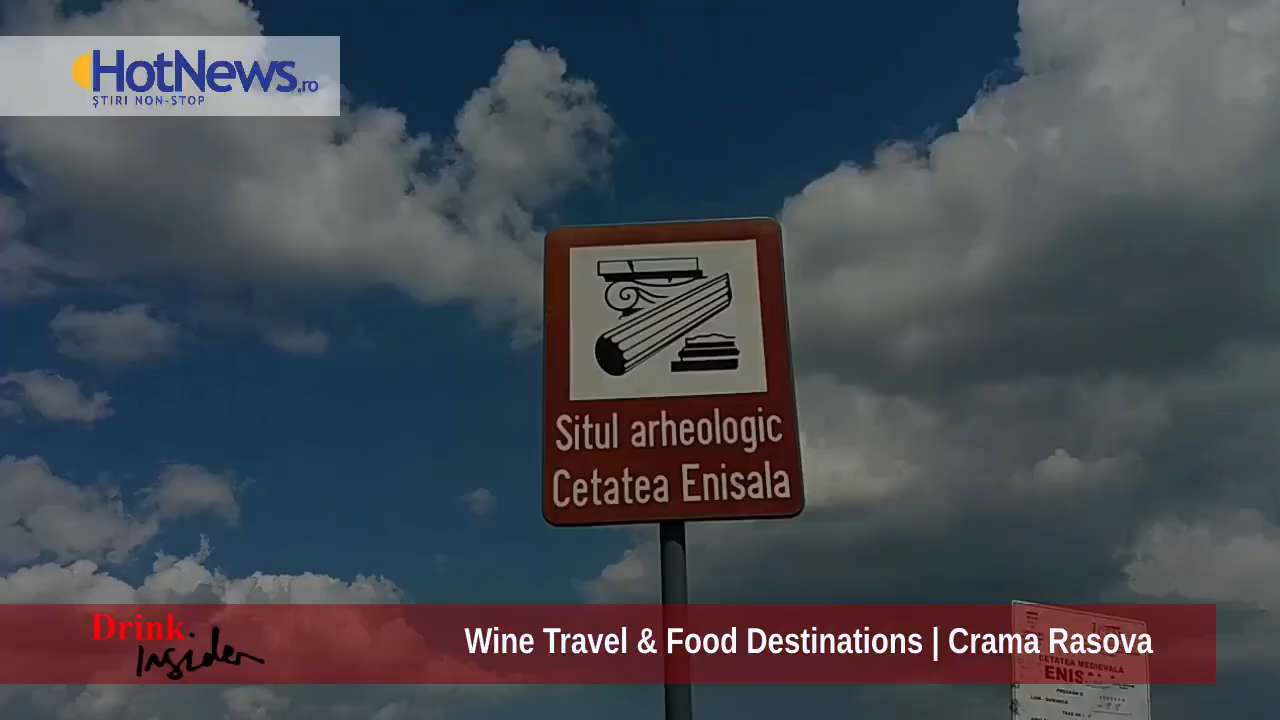 HotNews.ro
ȘTIRI NON-STOP
Situl arheologic
Cetatea Enisala
Drink
Insider
Wine Travel & Food Destinations | Crama Rasova
CETATEA MEDIEVALA